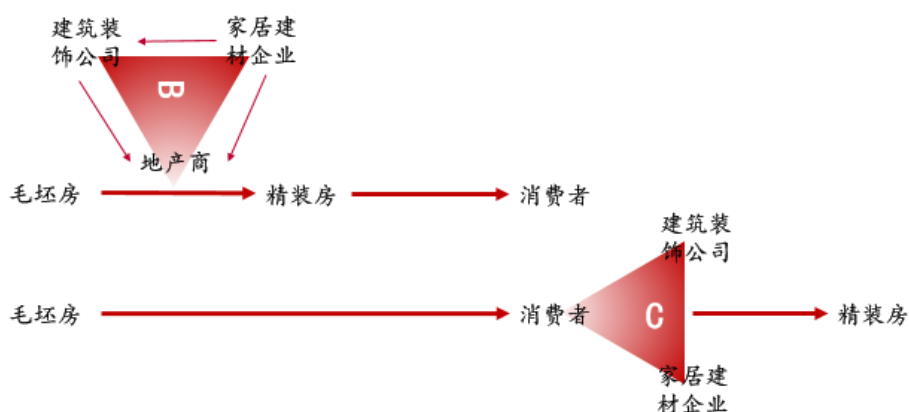 建筑装
饰公司
家居建
材企业
B
地产商
毛坯房
精装房
消费者
建筑装
饰公司
毛坯房
消费者
C
精装房
家居建
材企业